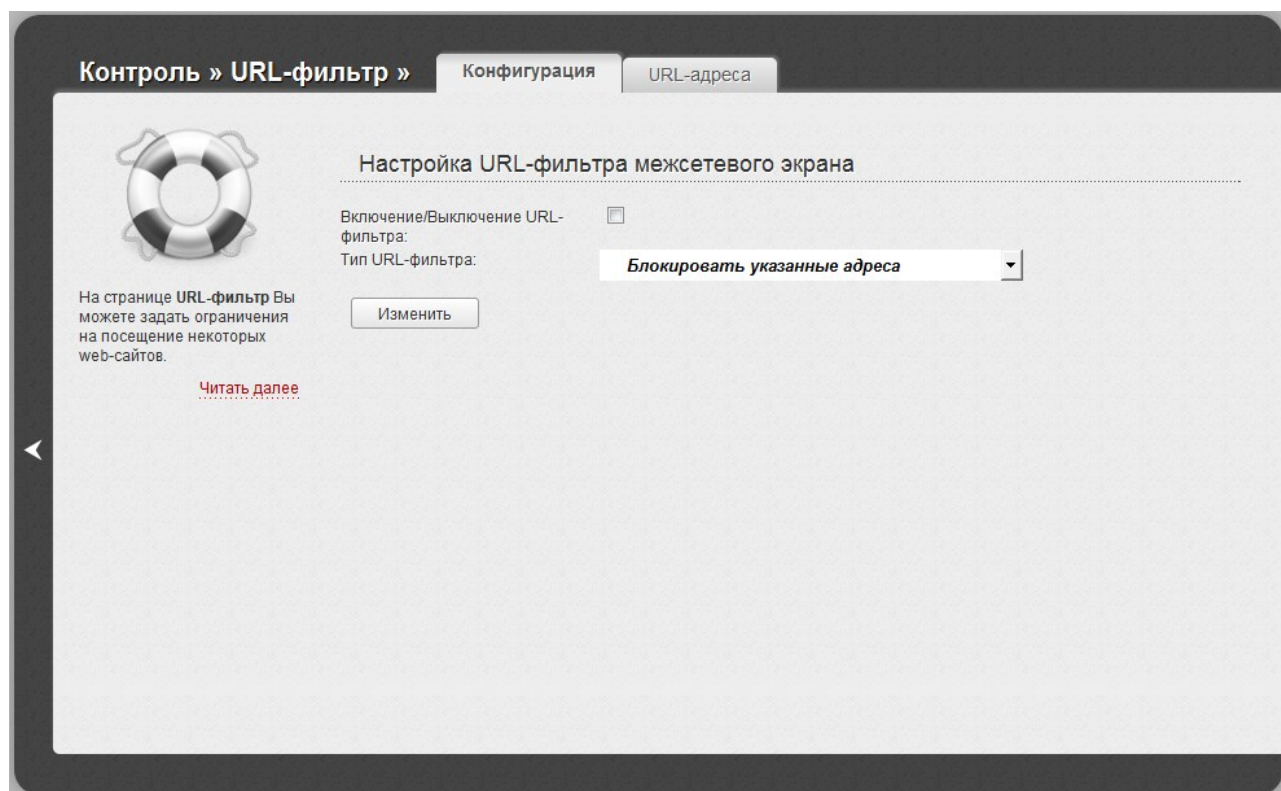 Контроль » URL-фильтр »
Конфигурация
URL-адреса
На странице URL-фильтр Вы
можете задать ограничения
на посещение некоторых
web-сайтов.
Читать далее
Настройка URL-фильтра межсетевого экрана
Включение/Выключение URL-
фильтра:
Тип URL-фильтра:
Блокировать указанные адреса
Изменить